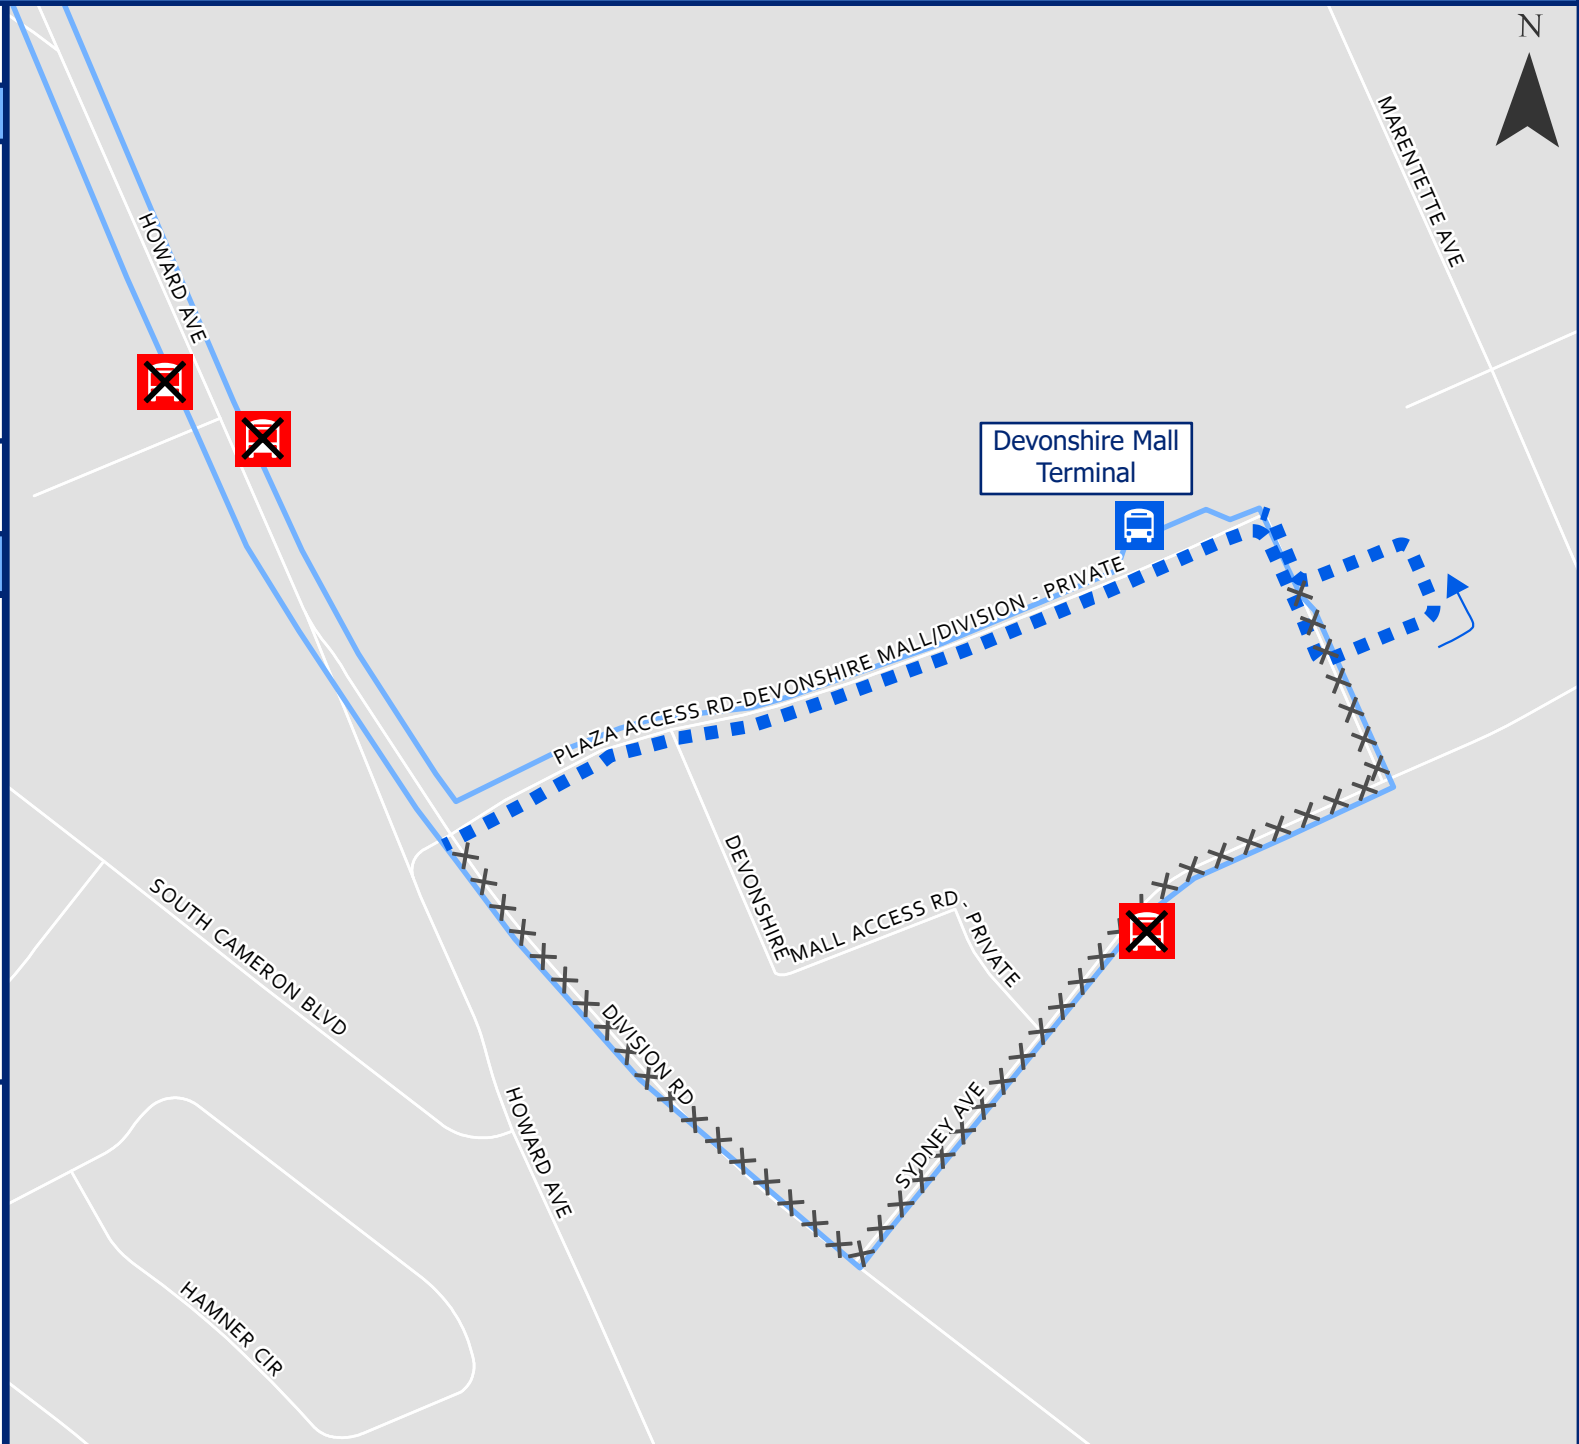 N
MARENTETTE AVE
HOWARD AVE
Devonshire Mall
Terminal
PLAZA ACCESS RD-DEVONSHIRE MALL/DIVISION - PRIVATE
DEVONSHIRE MALL ACCESS RD - PRIVATE
SOUTH CAMERON BLVD
DIVISION RD
SYDNEY AVE
HOWARD AVE
HAMNER CIR